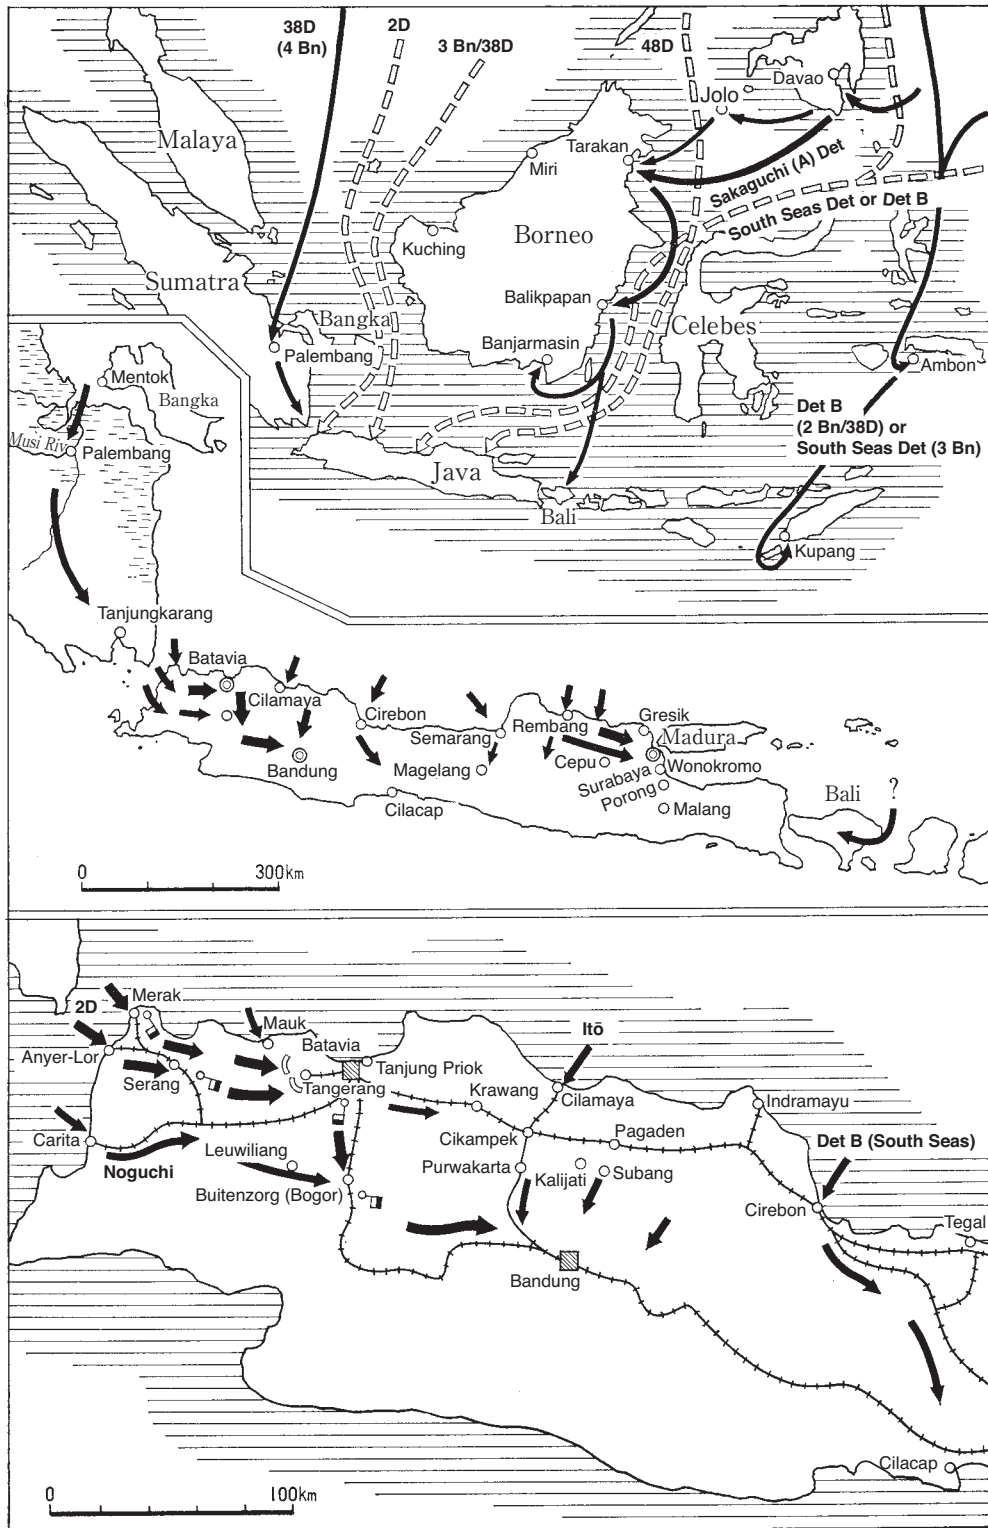 38D
(4 Bn)
2D
3 Bn/38D
48D
Davao
Jolo
Malaya
Miri
Tarakan
Sakaguchi (A) Det
South Seas Det or Det B
Kuching
Borneo
Sumatra
Balikpapan
Bangka
Celebes
Palembang
Banjarmasin
Ambon
Det B
(2 Bn/38D) or
South Seas Det (3 Bn)
Java
Bali
Kupang
Mentok
Bangka
Musi Riv
Palembang
Tanjungkarang
Batavia
Cilamaya
Cirebon
Semarang
Rembang
Gresik
Madura
Bandung
Magelang
Cepu
Surabaya
Wonokromo
Porong
Cilacap
Malang
Bali
?
0
300km
2D
Merak
Mauk
Batavia
Itō
Anyer-Lor
Serang
Tangerang
Tanjung Priok
Krawang
Cilamaya
Indramayu
Carita
Noguchi
Leuwiliang
Cikampek
Pagaden
Det B (South Seas)
Buitenzorg (Bogor)
Purwakarta
Kalijati
Subang
Cirebon
Tegal
Bandung
Cilacap
0
100km